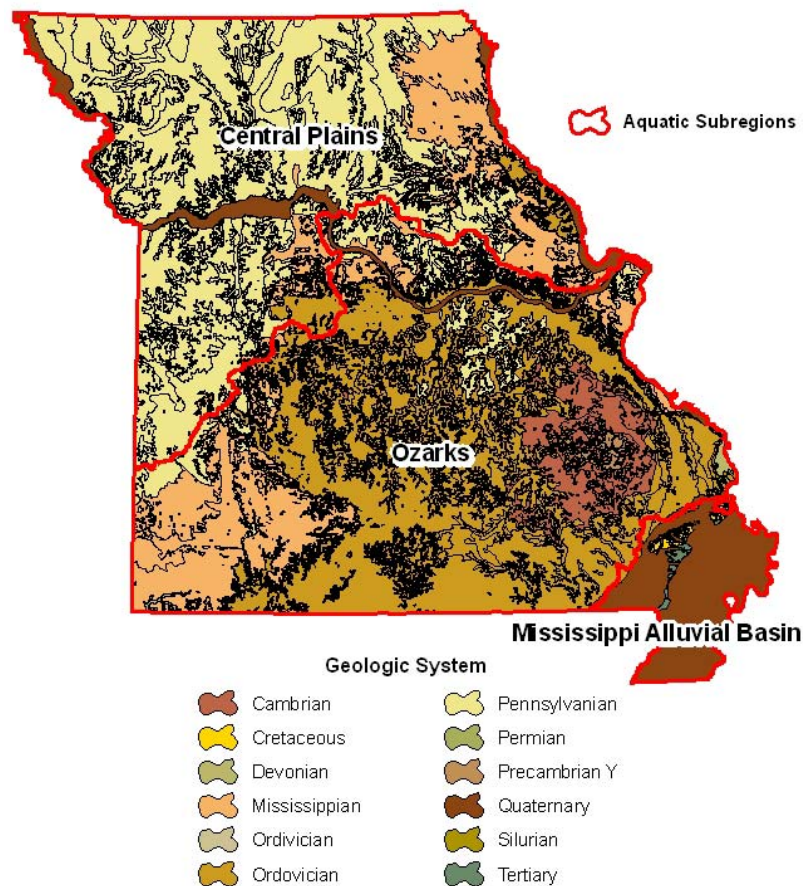 Central Plains
Aquatic Subregions
Ozarks
Mississippi Alluvial Basin
Geologic System
Cambrian
Cretaceous
Devonian
Mississippian
Ordivician
Ordovician
Pennsylvanian
Permian
Precambrian Y
Quaternary
Silurian
Tertiary